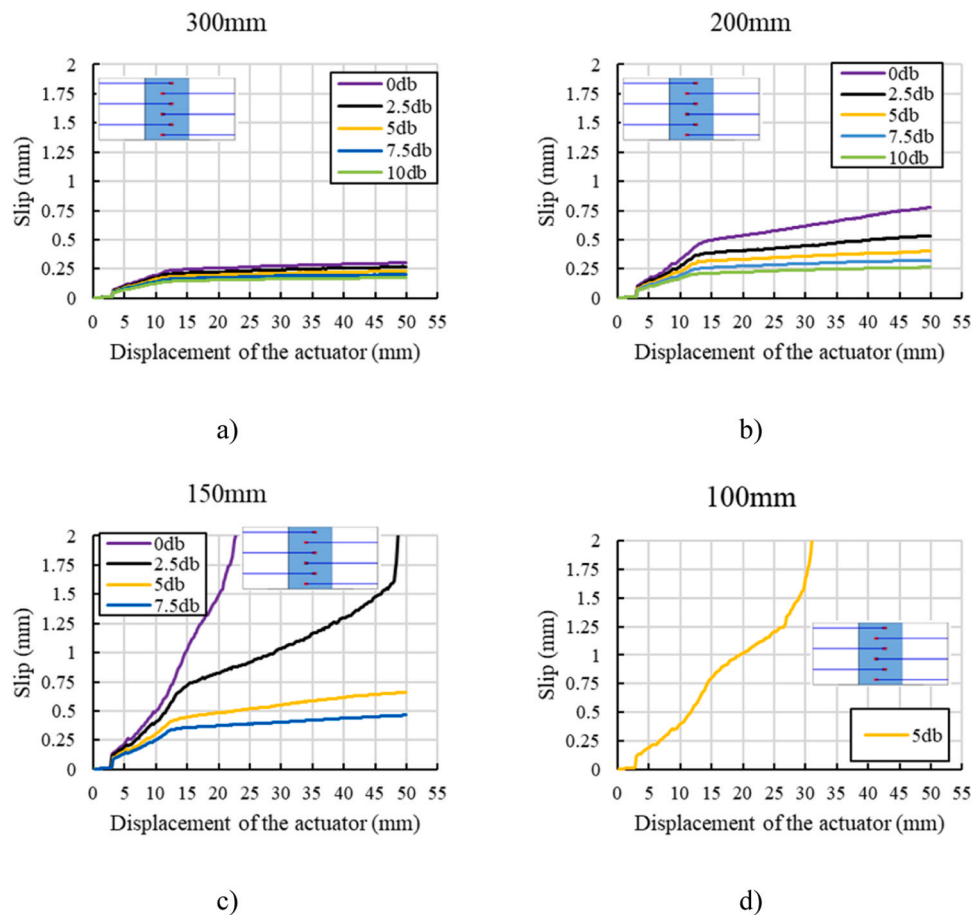 300mm
2
1.75
1.5
1.25
1
0.75
0.5
0.25
0
Slip (mm)
0db
2.5db
5db
7.5db
10db
0 5 10 15 20 25 30 35 40 45 50 55
Displacement of the actuator (mm)
a)
200mm
2
1.75
1.5
1.25
1
0.75
0.5
0.25
0
Slip (mm)
0db
2.5db
5db
7.5db
10db
0 5 10 15 20 25 30 35 40 45 50 55
Displacement of the actuator (mm)
b)
150mm
2
1.75
1.5
1.25
1
0.75
0.5
0.25
0
Slip (mm)
0db
2.5db
5db
7.5db
0 5 10 15 20 25 30 35 40 45 50 55
Displacement of the actuator (mm)
c)
100mm
2
1.75
1.5
1.25
1
0.75
0.5
0.25
0
Slip (mm)
5db
0 5 10 15 20 25 30 35 40 45 50 55
Displacement of the actuator (mm)
d)